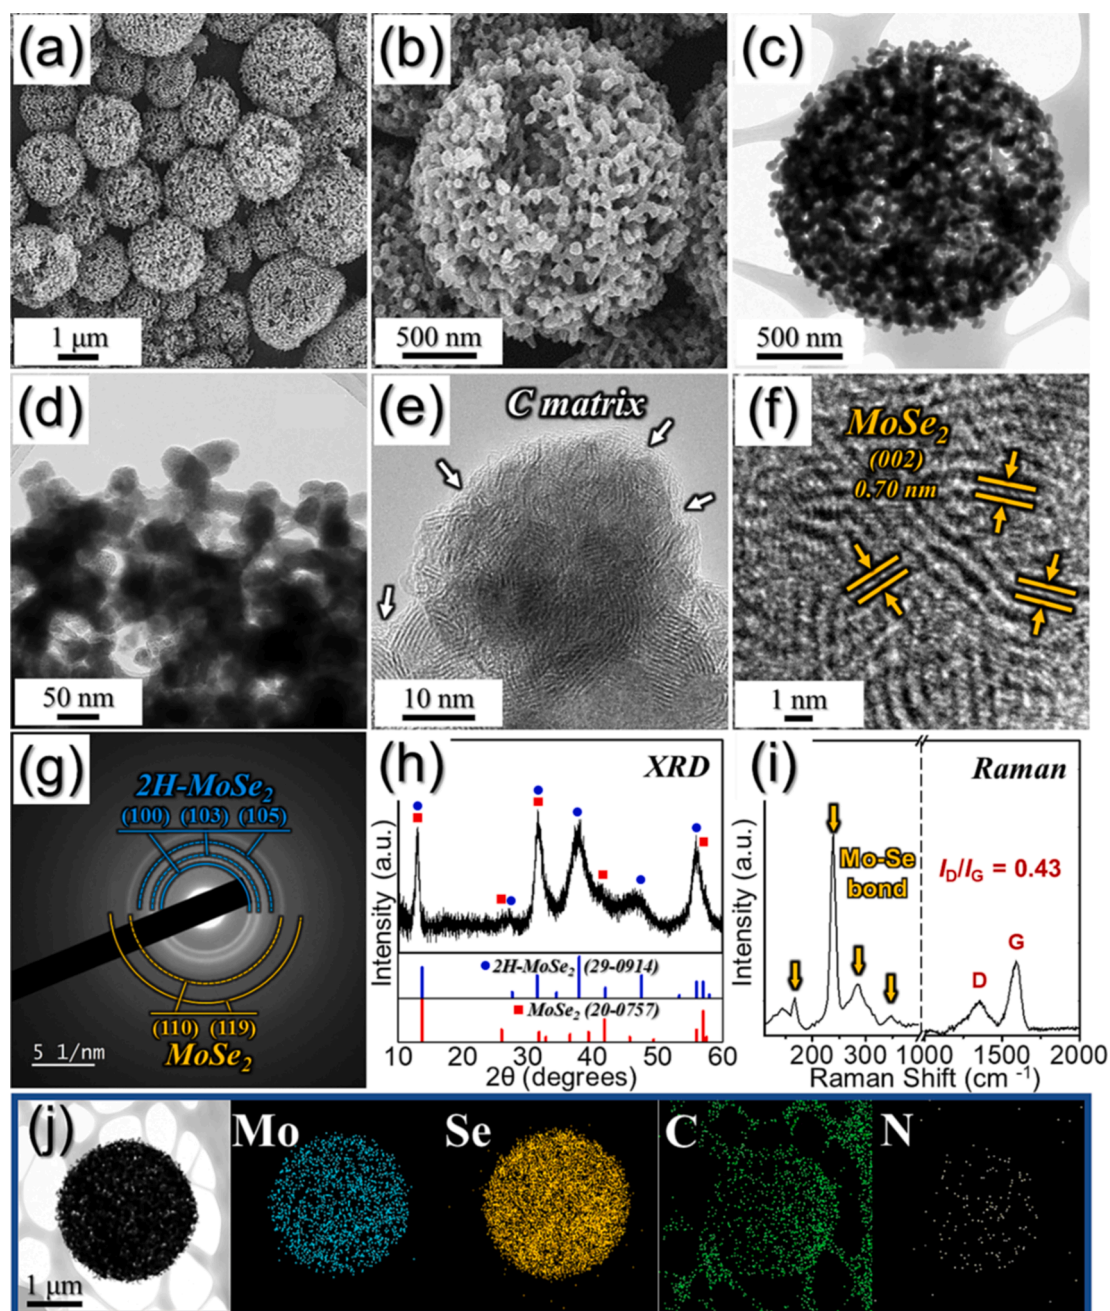 (a)
1 μm
(b)
500 nm
(c)
500 nm
(d)
50 nm
(e)
C matrix
10 nm
(f)
MoSe2
(002)
0.70 nm
1 nm
(g)
2H-MoSe2
(100) (103) (105)
(110) (119)
MoSe2
5 1/nm
(h)
XRD
Intensity (a.u.)
2H-MoSe2 (29-0914)
MoSe2 (20-0757)
10 20 30 40 50 60
2θ (degrees)
(i)
Raman
Intensity (a.u.)
Mo-Se
bond
ID/IG = 0.43
D
G
200 300 400 1000 1500 2000
Raman Shift (cm -1)
(j)
1 μm
Mo
Se
C
N